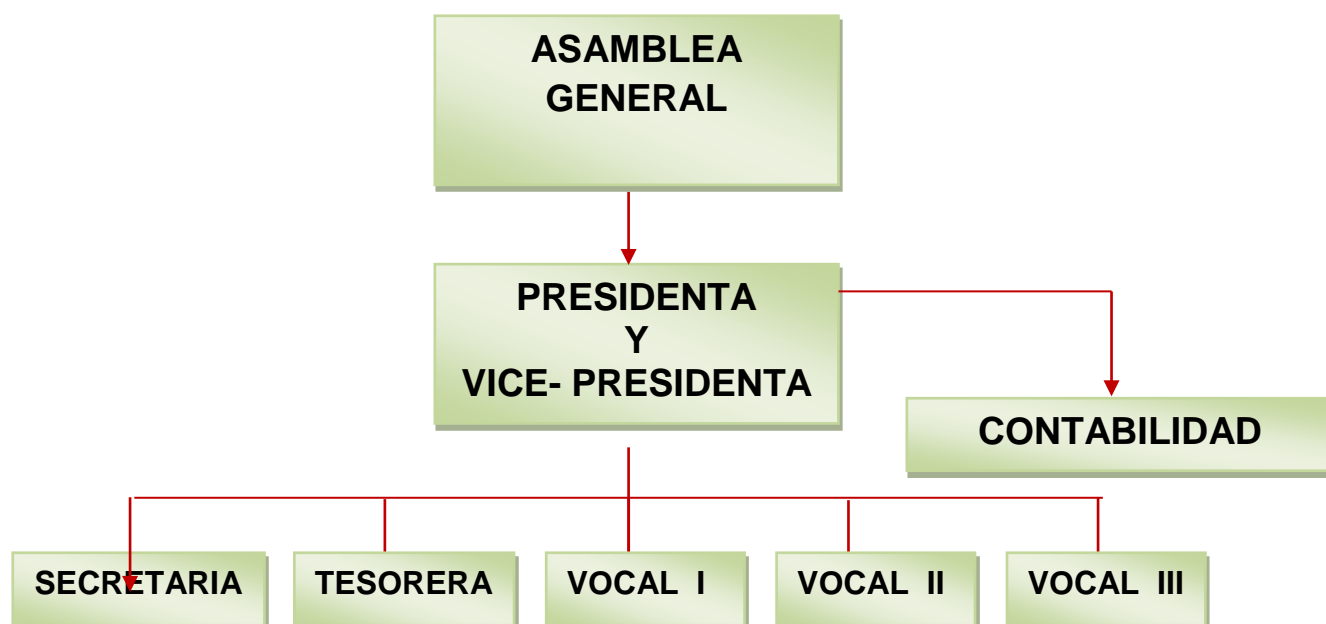 ASAMBLEA
GENERAL
PRESIDENTA
Y
VICE- PRESIDENTA
CONTABILIDAD
SECRETARIA
TESORERA
VOCAL I
VOCAL II
VOCAL III